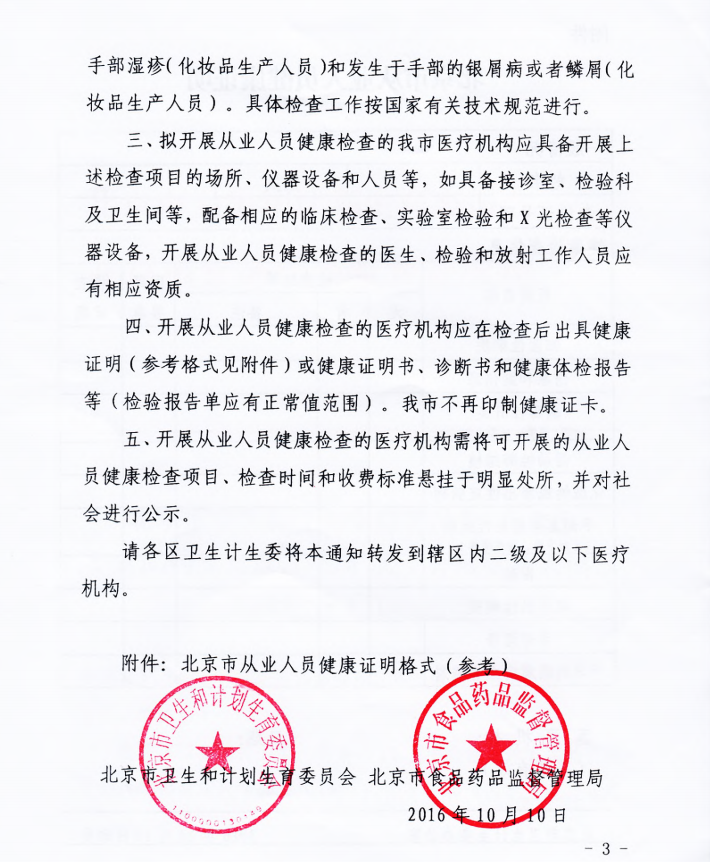 手部湿疹(化妆品生产人员)和发生于手部的银屑病或者鳞屑(化
妆品生产人员)。具体检查工作按国家有关技术规范进行。
三、拟开展从业人员健康检查的我市医疗机构应具备开展上
述检查项目的场所、仪器设备和人员等，如具备接诊室、检验科
及卫生间等，配备相应的临床检查、实验室检验和X光检查等仪
器设备，开展从业人员健康检查的医生、检验和放射工作人员应
有相应资质。
四、开展从业人员健康检查的医疗机构应在检查后出具健康
证明(参考格式见附件)或健康证明书、诊断书和健康体检报告
等(检验报告单应有正常值范围)。我市不再印制健康证卡。
五、开展从业人员健康检查的医疗机构需将可开展的从业人
员健康检查项目、检查时间和收费标准悬挂于明显处所，并对社
会进行公示。
请各区卫生计生委将本通知转发到辖区内二级及以下医疗
机构。
附件：北京市从业人员健康证明格式(参考)
北京市卫生和计划生育委员会
北京市食品药品监督管理局
北京市卫生和计划生育委员会 北京市食品药品监督管理局
2016年10月10日
- 3 -